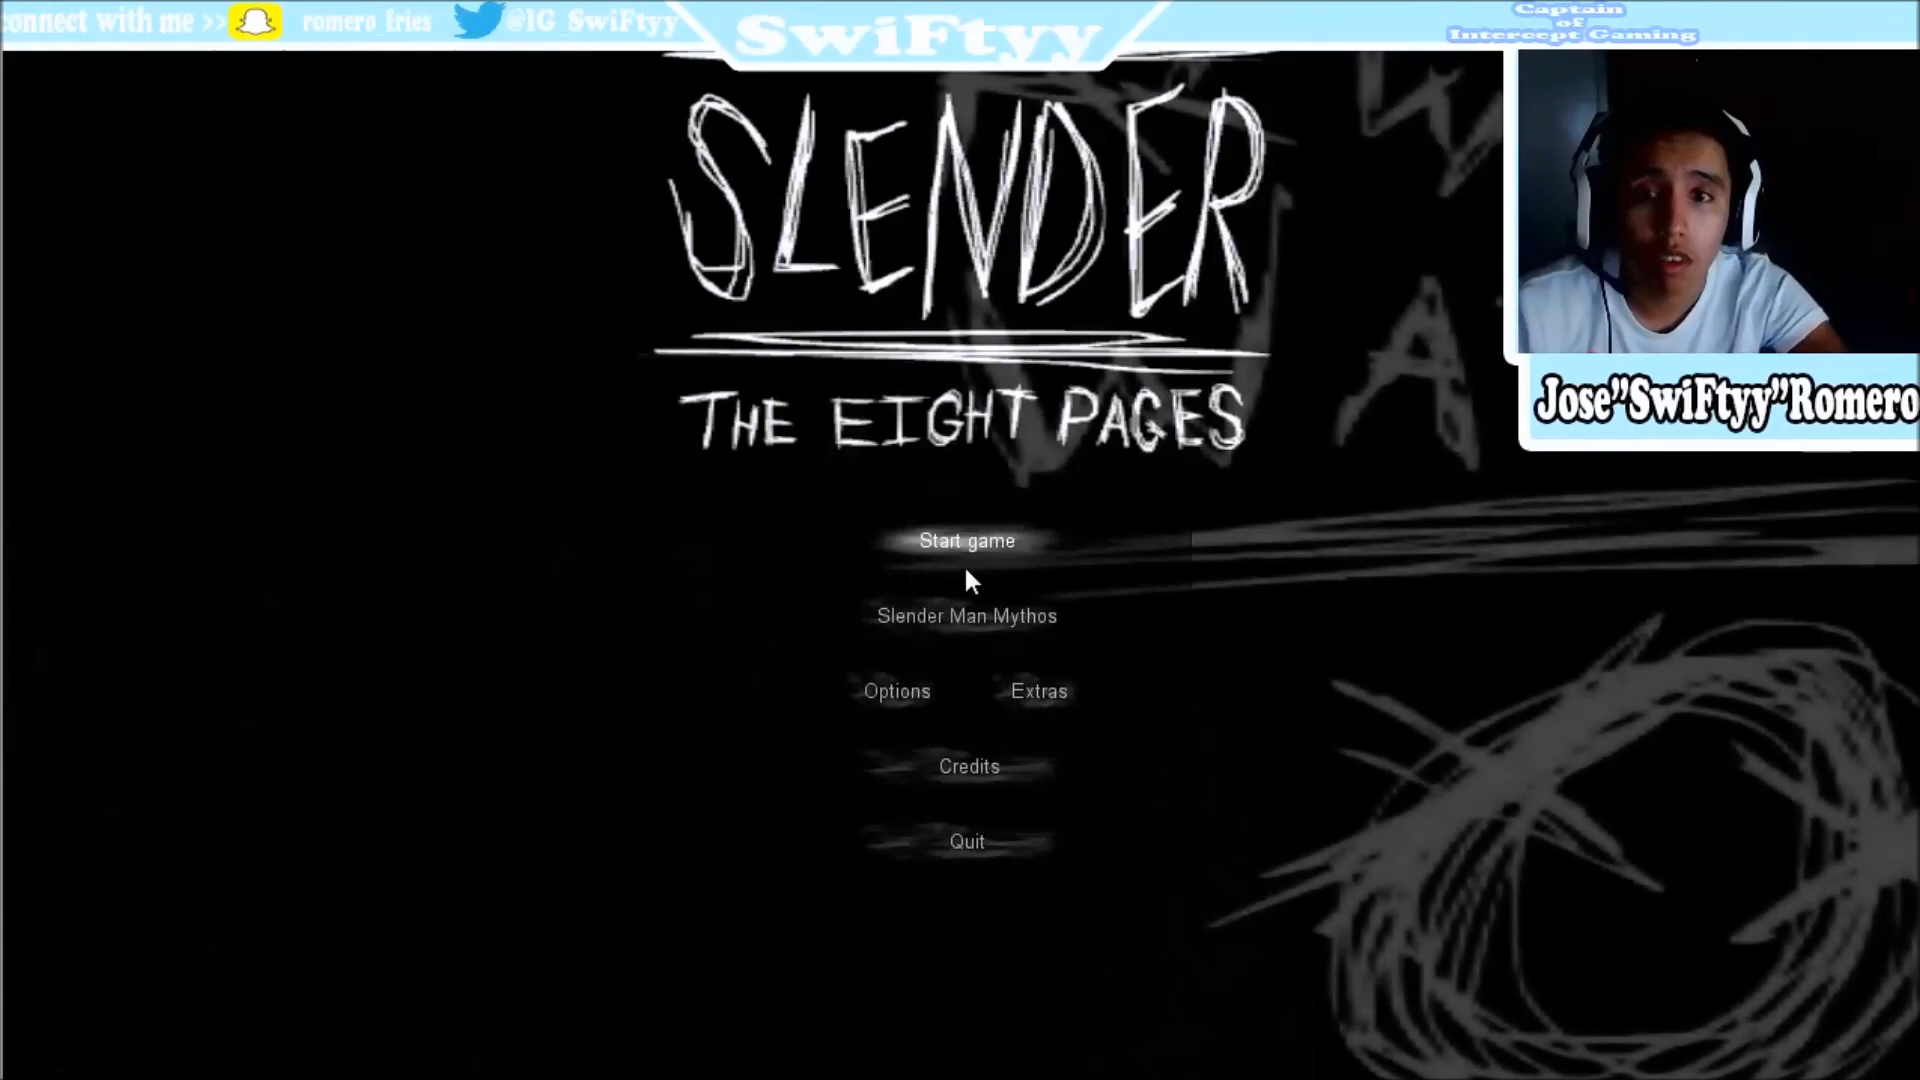 connect with me >>
romero_fries
@IG_SwiFtyy
SwiFtyy
Captain
of
Intercept Gaming
SLENDER
THE EIGHT PAGES
Jose"SwiFtyy"Romero
Start game
Slender Man Mythos
Options
Extras
Credits
Quit